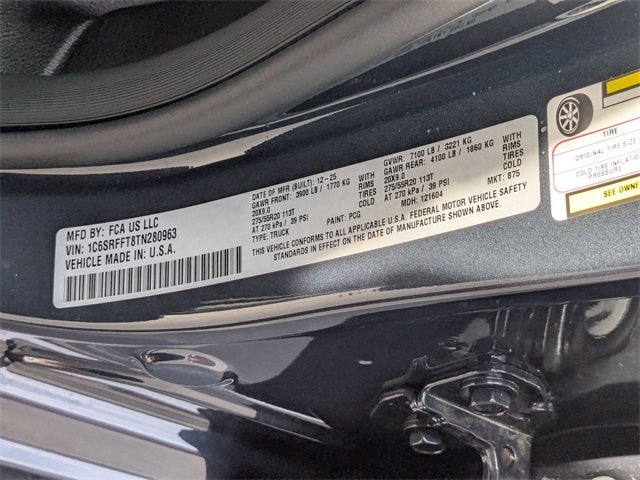 MFD BY: FCA US LLC
VIN: 1C6SRFFT8TN280963
VEHICLE MADE IN: U.S.A.
DATE OF MFR (BUILT): 12-25
GAWR FRONT: 3900 LB / 1770 KG WITH
20X9.0 RIMS
275/55R20 113T TIRES
AT 270 kPa / 39 PSI COLD
TYPE: TRUCK PAINT: PCG
GVWR: 7100 LB / 3221 KG
GAWR REAR: 4100 LB / 1860 KG WITH
20X9.0 RIMS
275/55R20 113T TIRES
AT 270 kPa / 39 PSI COLD
MDH: 121604 MKT: 875
THIS VEHICLE CONFORMS TO ALL APPLICABLE U.S.A. FEDERAL MOTOR VEHICLE SAFETY
STANDARDS IN EFFECT ON THE DATE OF MANUFACTURE SHOWN ABOVE.
TIRE
ORIGINAL TIRE SIZE
COLD TIRE INFLATION
PRESSURE
SEE OWNE